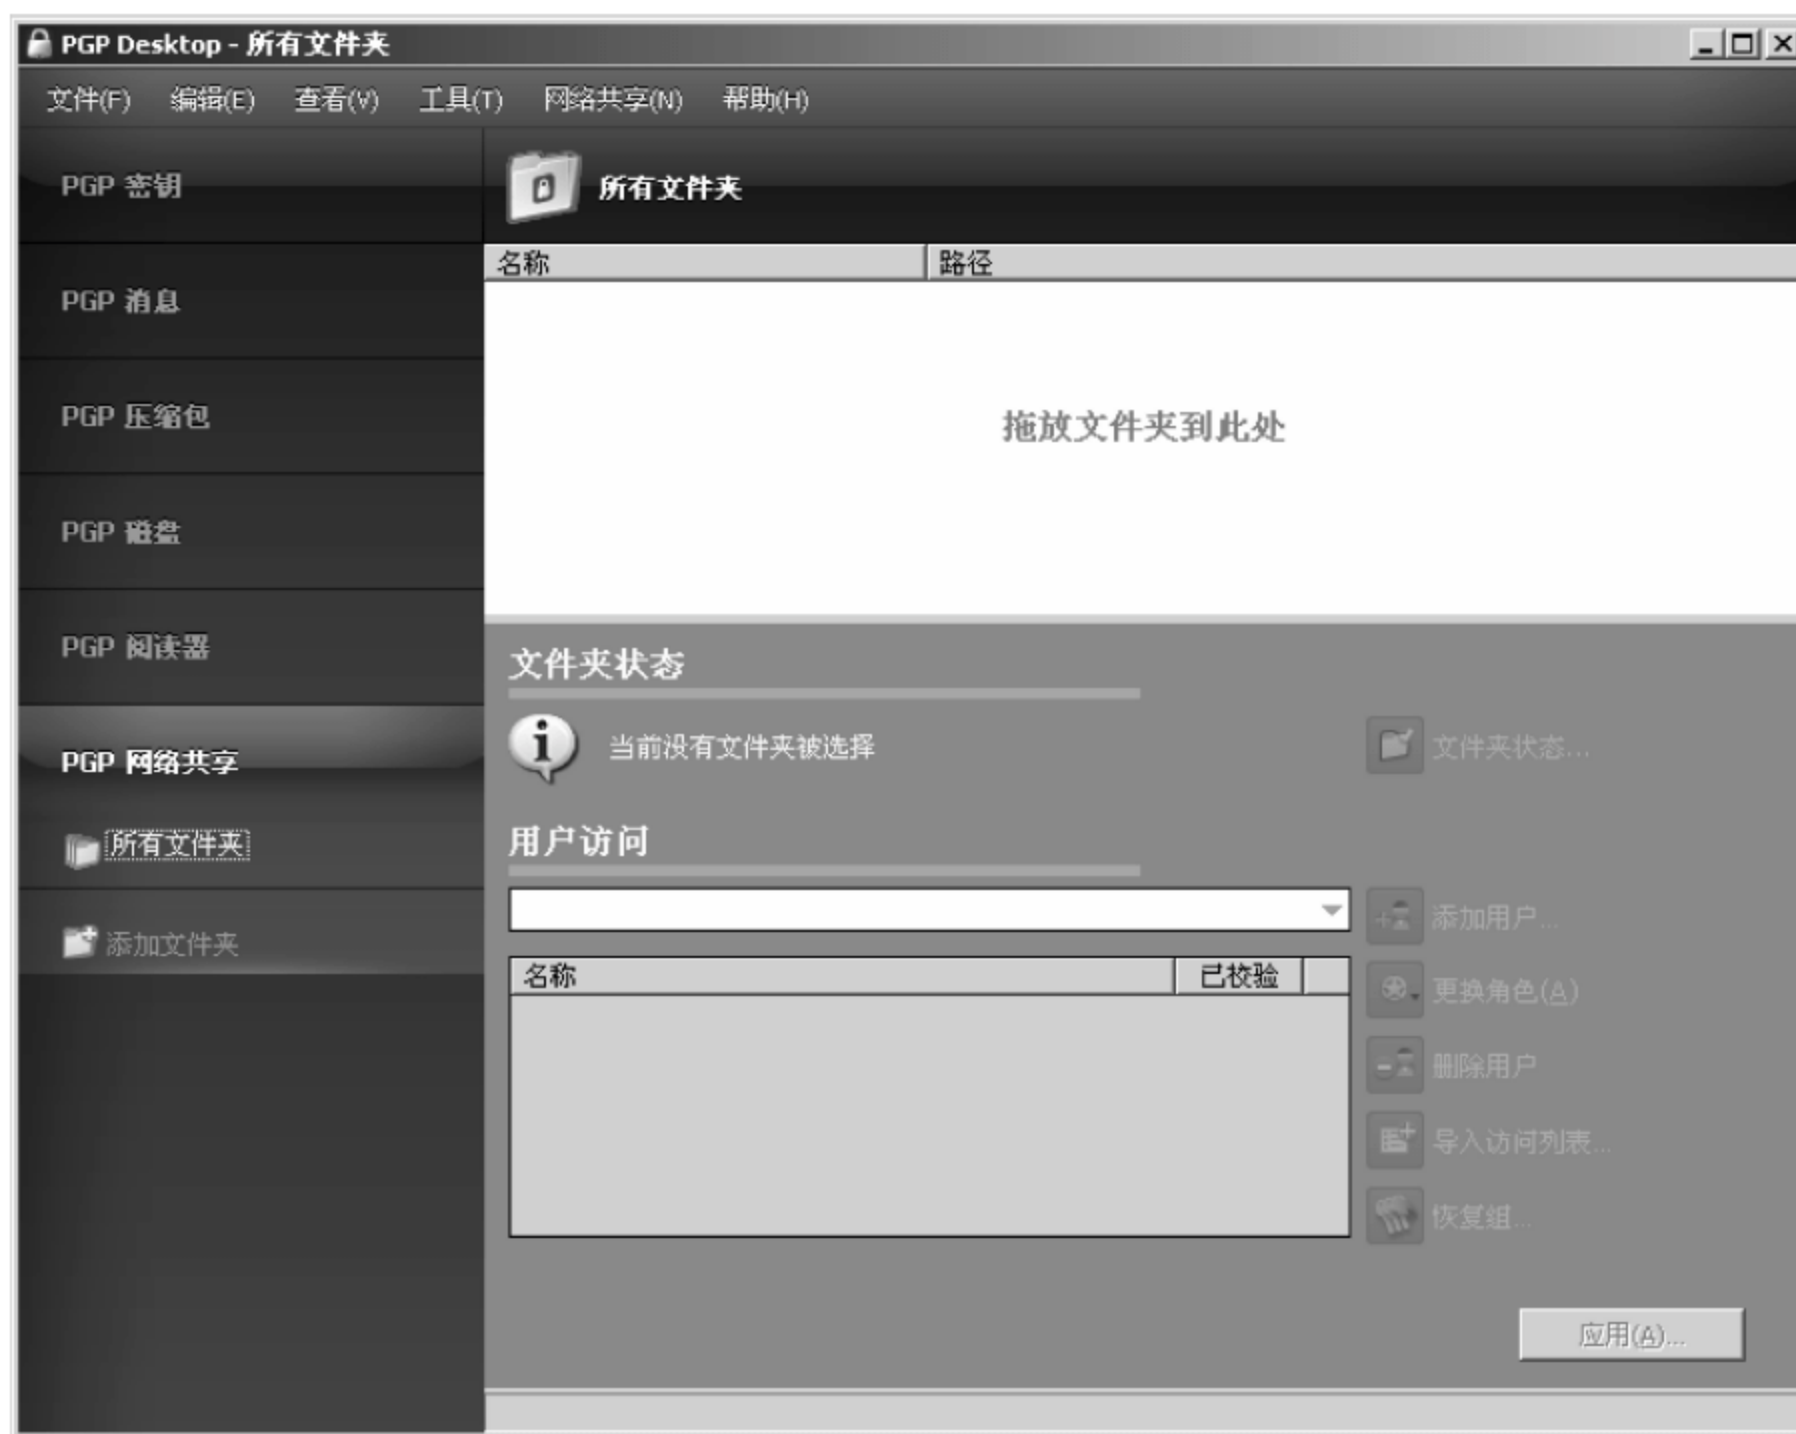 PGP Desktop - 所有文件夹
文件(F) 编辑(E) 查看(V) 工具(T) 网络共享(N) 帮助(H)
PGP 密钥
PGP 消息
PGP 压缩包
PGP 磁盘
PGP 阅读器
PGP 网络共享
所有文件夹
添加文件夹
所有文件夹
名称 路径
拖放文件夹到此处
文件夹状态
当前没有文件夹被选择
文件夹状态...
用户访问
添加用户...
名称 已校验
更换角色(A)
删除用户
导入访问列表...
恢复组...
应用(A)...